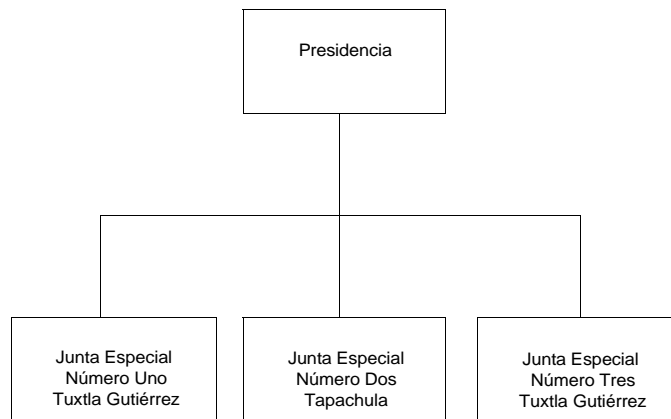 Presidencia
Junta Especial
Número Uno
Tuxtla Gutiérrez
Junta Especial
Número Dos
Tapachula
Junta Especial
Número Tres
Tuxtla Gutiérrez